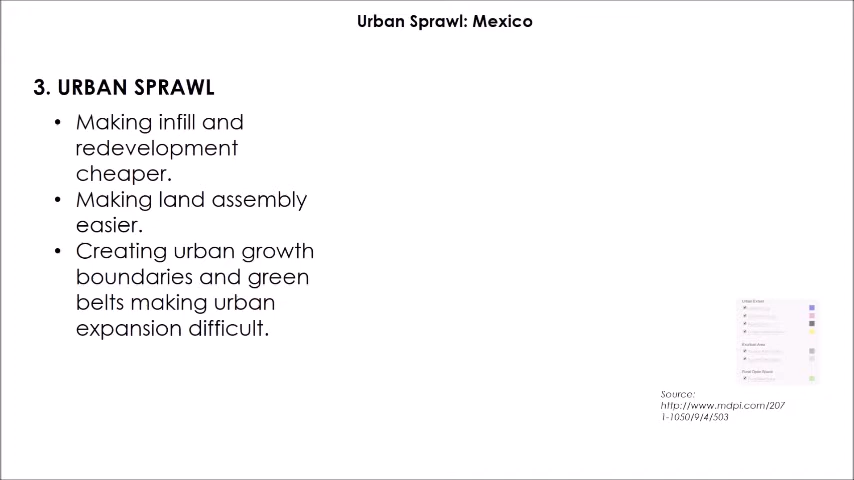 Urban Sprawl: Mexico
3. URBAN SPRAWL
• Making infill and
redevelopment
cheaper.
• Making land assembly
easier.
• Creating urban growth
boundaries and green
belts making urban
expansion difficult.
Source:
http://www.mdpi.com/207
1-1050/9/4/503